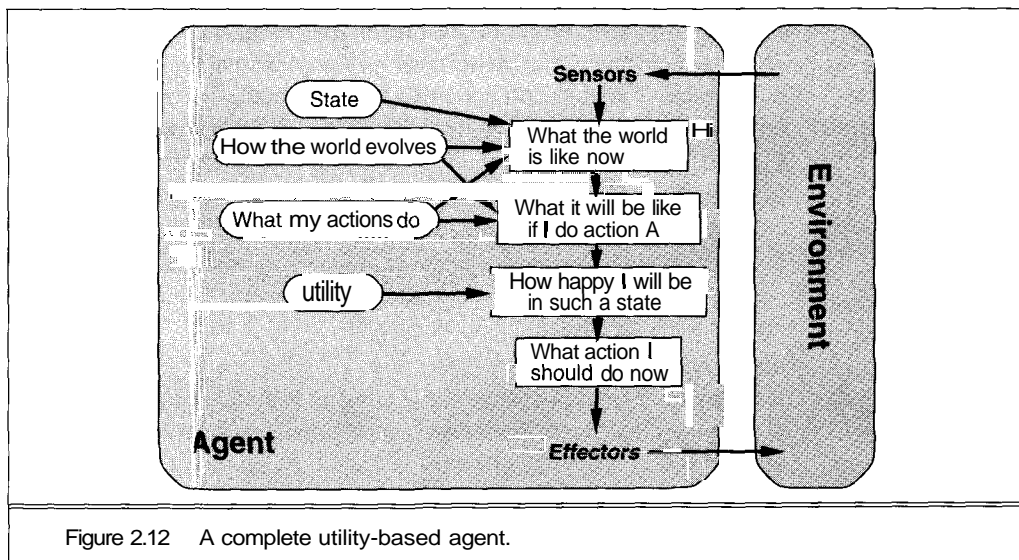 Sensors
State
What the world
is like now
Hi
How the world evolves
What my actions do
What it will be like
if I do action A
utility
How happy I will be
in such a state
What action I
should do now
Agent
Effectors
Environment
Figure 2.12 A complete utility-based agent.